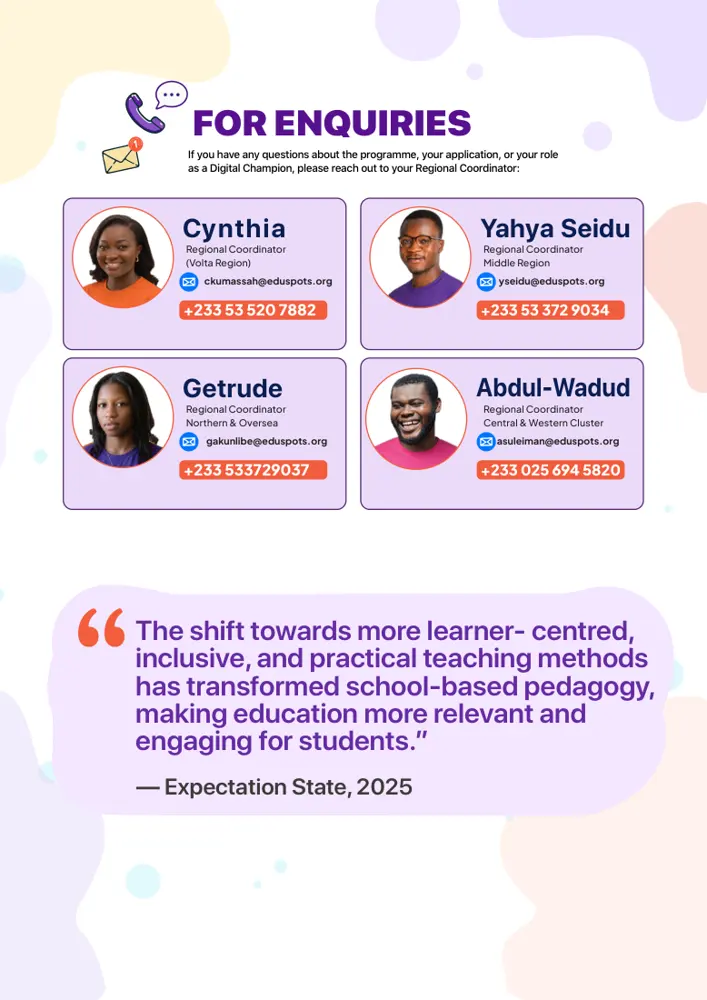 1
FOR ENQUIRIES
If you have any questions about the programme, your application, or your role
as a Digital Champion, please reach out to your Regional Coordinator:
Cynthia
Regional Coordinator
(Volta Region)
ckumassah@eduspots.org
+233 53 520 7882
Yahya Seidu
Regional Coordinator
Middle Region
yseidu@eduspots.org
+233 53 372 9034
Getrude
Regional Coordinator
Northern & Oversea
gakunlibe@eduspots.org
+233 533729037
Abdul-Wadud
Regional Coordinator
Central & Western Cluster
asuleiman@eduspots.org
+233 025 694 5820
“The shift towards more learner- centred,
inclusive, and practical teaching methods
has transformed school-based pedagogy,
making education more relevant and
engaging for students.”
— Expectation State, 2025